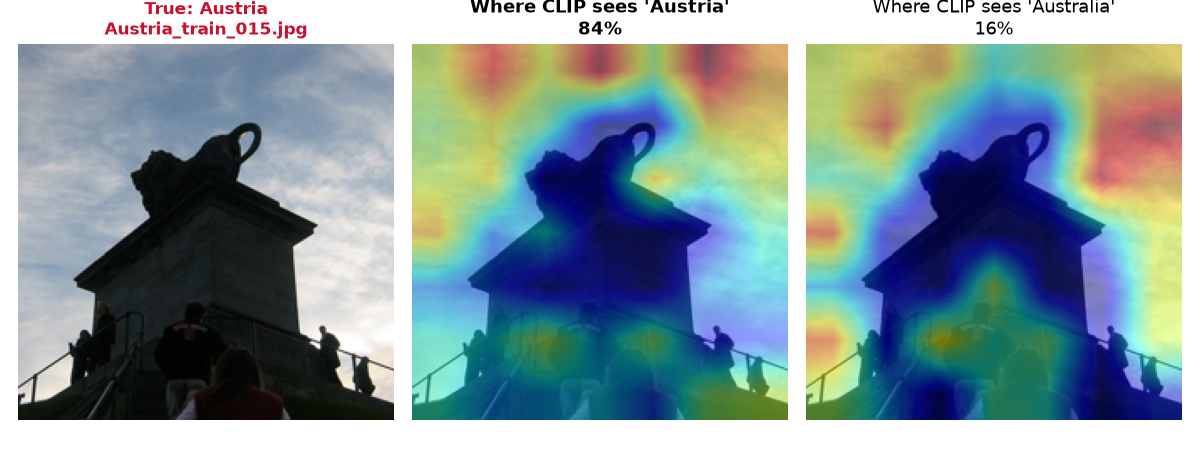 True: Austria
Austria_train_015.jpg
Where CLIP sees 'Austria'
84%
Where CLIP sees 'Australia'
16%